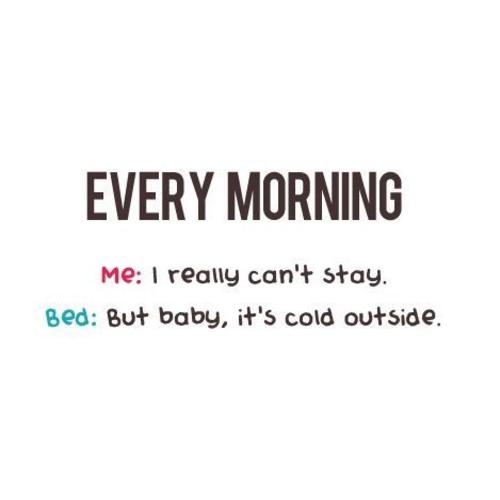 EVERY MORNING
Me: I really can't stay.
Bed: But baby, it's cold outside.